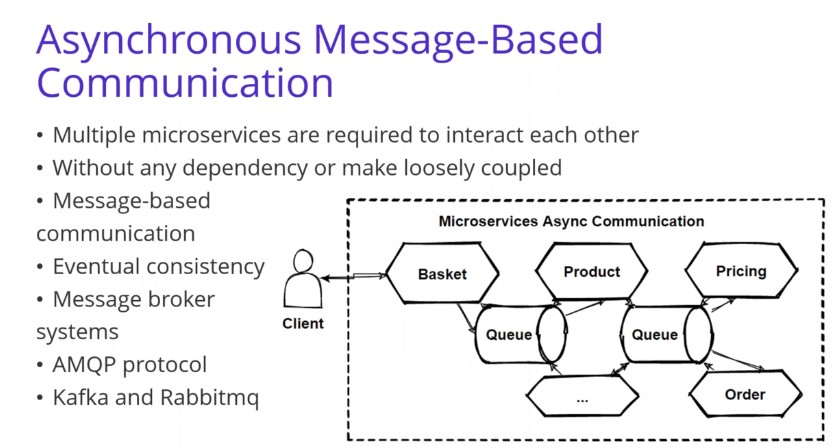 Asynchronous Message-Based
Communication
• Multiple microservices are required to interact each other
• Without any dependency or make loosely coupled
• Message-based
communication
• Eventual consistency
• Message broker
systems
• AMQP protocol
• Kafka and Rabbitmq
Microservices Async Communication
Basket
Product
Pricing
Client
Queue
Queue
...
Order